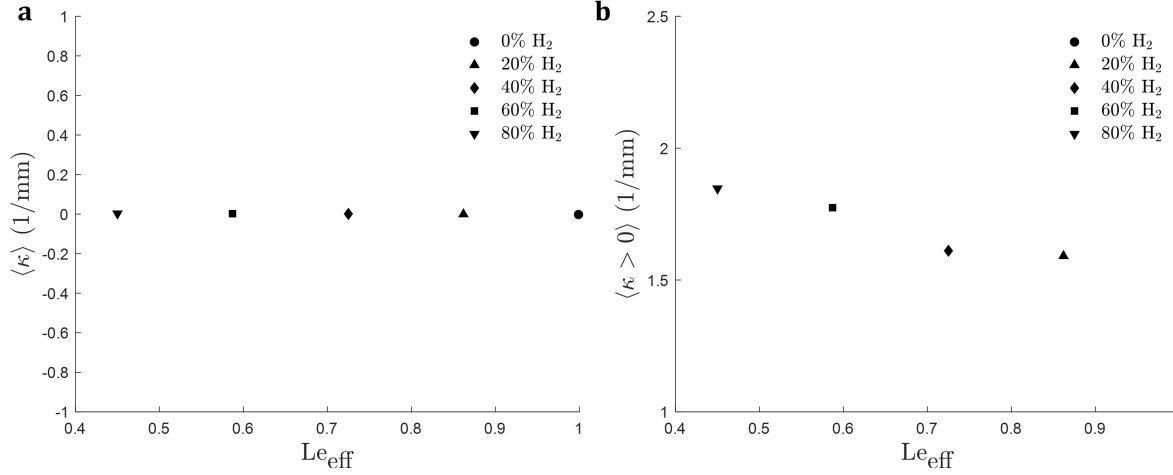 a
1
0.8
0.6
0.4
0.2
0
-0.2
-0.4
-0.6
-0.8
-1
0.4 0.5 0.6 0.7 0.8 0.9 1
⟨κ⟩ (1/mm)
Le_eff
0% H₂
20% H₂
40% H₂
60% H₂
80% H₂
b
2.5
2
1.5
1
0.4 0.5 0.6 0.7 0.8 0.9
⟨κ > 0⟩ (1/mm)
Le_eff
0% H₂
20% H₂
40% H₂
60% H₂
80% H₂